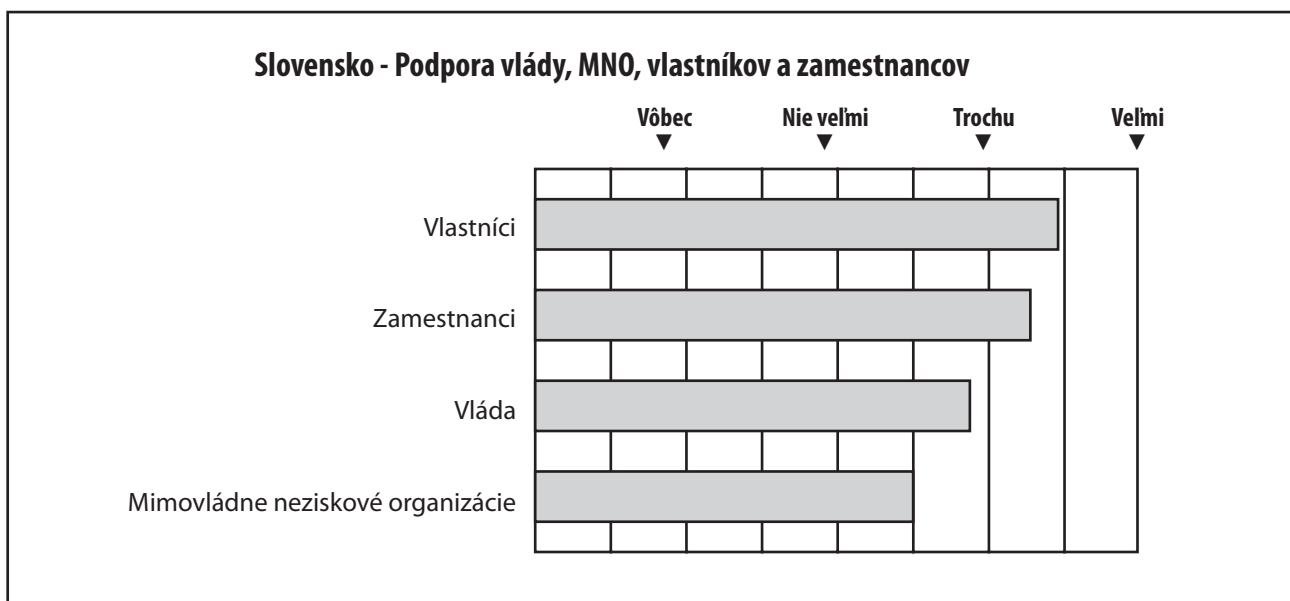 Slovensko - Podpora vlády, MNO, vlastníkov a zamestnancov
Vôbec Nie veľmi Trochu Veľmi
Vlastníci
Zamestnanci
Vláda
Mimovládne neziskové organizácie